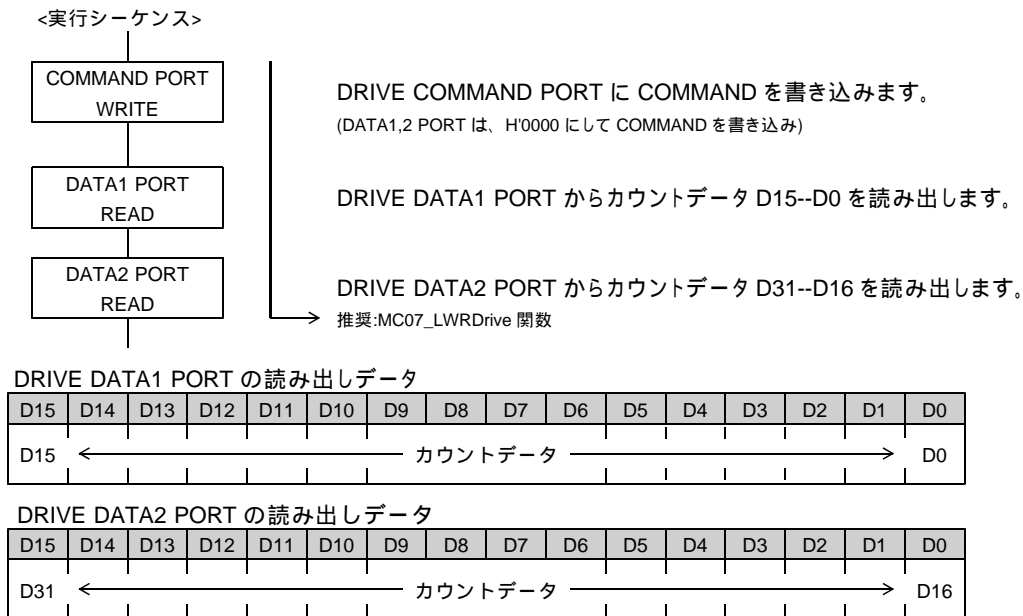 <実行シーケンス>
COMMAND PORT
WRITE
DRIVE COMMAND PORT に COMMAND を書き込みます。
(DATA1,2 PORT は、H'0000 にして COMMAND を書き込み)
DATA1 PORT
READ
DRIVE DATA1 PORT からカウントデータ D15--D0 を読み出します。
DATA2 PORT
READ
DRIVE DATA2 PORT からカウントデータ D31--D16 を読み出します。
推奨:MC07_LWRDrive 関数
DRIVE DATA1 PORT の読み出しデータ
D15 D14 D13 D12 D11 D10 D9 D8 D7 D6 D5 D4 D3 D2 D1 D0
D15 カウントデータ D0
DRIVE DATA2 PORT の読み出しデータ
D15 D14 D13 D12 D11 D10 D9 D8 D7 D6 D5 D4 D3 D2 D1 D0
D31 カウントデータ D16